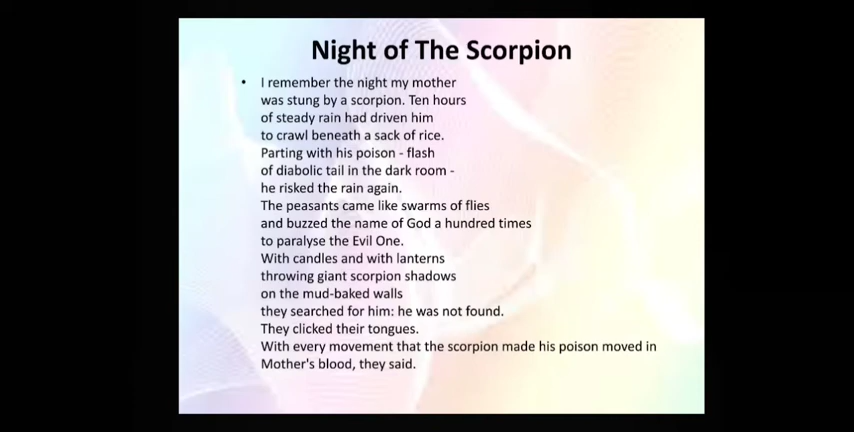 Night of The Scorpion
• I remember the night my mother
was stung by a scorpion. Ten hours
of steady rain had driven him
to crawl beneath a sack of rice.
Parting with his poison - flash
of diabolic tail in the dark room -
he risked the rain again.
The peasants came like swarms of flies
and buzzed the name of God a hundred times
to paralyse the Evil One.
With candles and with lanterns
throwing giant scorpion shadows
on the mud-baked walls
they searched for him: he was not found.
They clicked their tongues.
With every movement that the scorpion made his poison moved in
Mother's blood, they said.